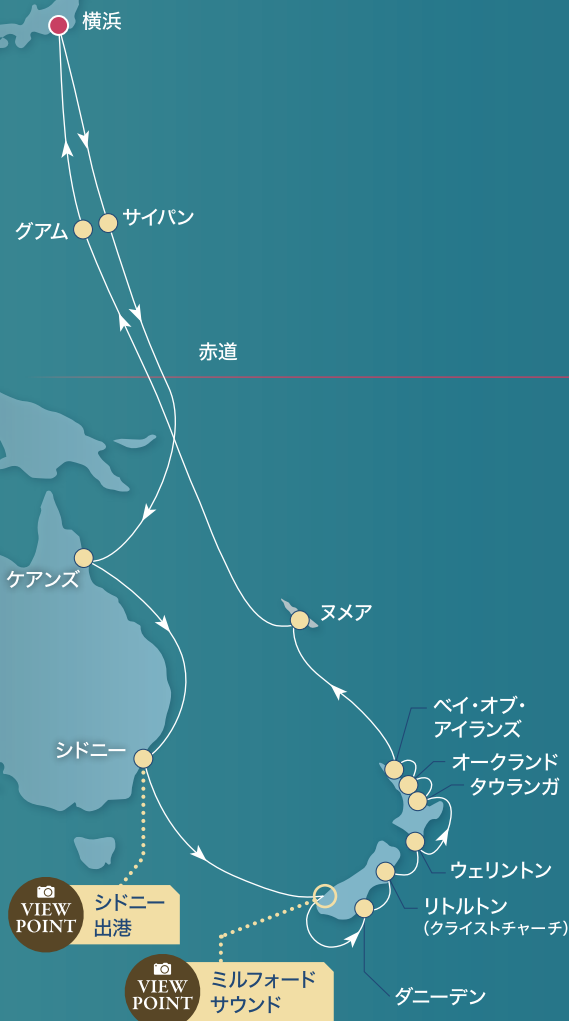 横浜
サイパン
グアム
赤道
ケアンズ
ヌメア
ベイ・オブ・
アイランズ
シドニー
オークランド
タウランガ
ウェリントン
VIEW
POINT
シドニー
出港
リトルトン
(クライストチャーチ)
VIEW
POINT
ミルフォード
サウンド
ダニーデン